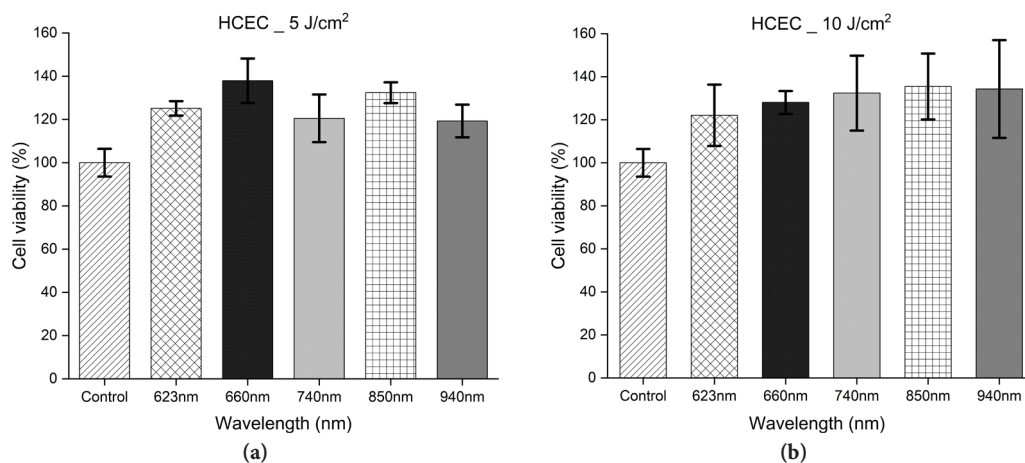 HCEC _ 5 J/cm²
160
140
120
100
80
60
40
20
0
Cell viability (%)
Control 623nm 660nm 740nm 850nm 940nm
Wavelength (nm)
(a)
HCEC _ 10 J/cm²
160
140
120
100
80
60
40
20
0
Cell viability (%)
Control 623nm 660nm 740nm 850nm 940nm
Wavelength (nm)
(b)